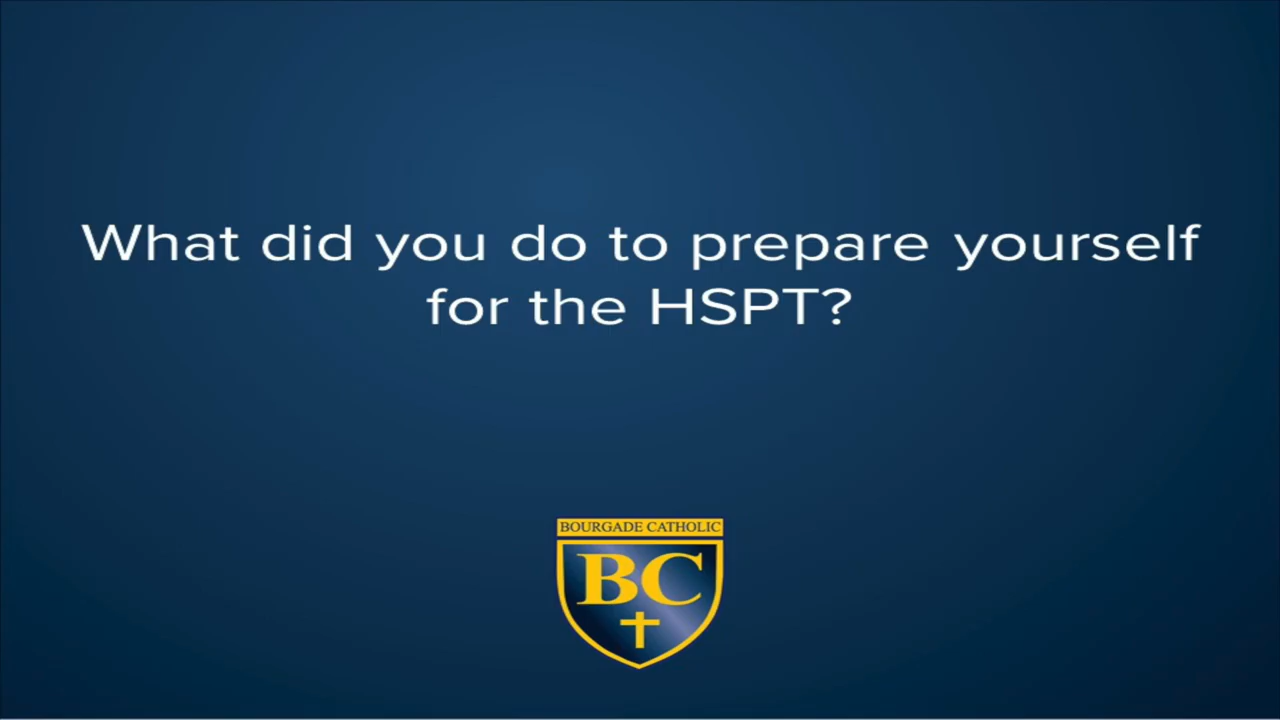 What did you do to prepare yourself
for the HSPT?
BOURGADE CATHOLIC
BC